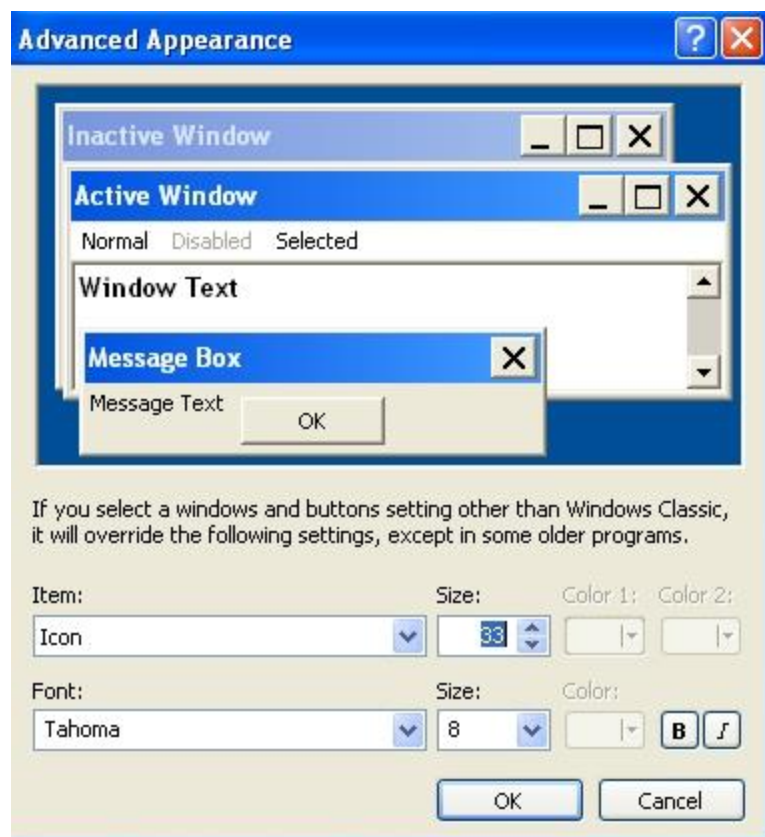 Advanced Appearance
Inactive Window
Active Window
Normal Disabled Selected
Window Text
Message Box
Message Text
OK
If you select a windows and buttons setting other than Windows Classic,
it will override the following settings, except in some older programs.
Item: Size: Color 1: Color 2:
Icon 33
Font: Size: Color:
Tahoma 8 B I
OK Cancel